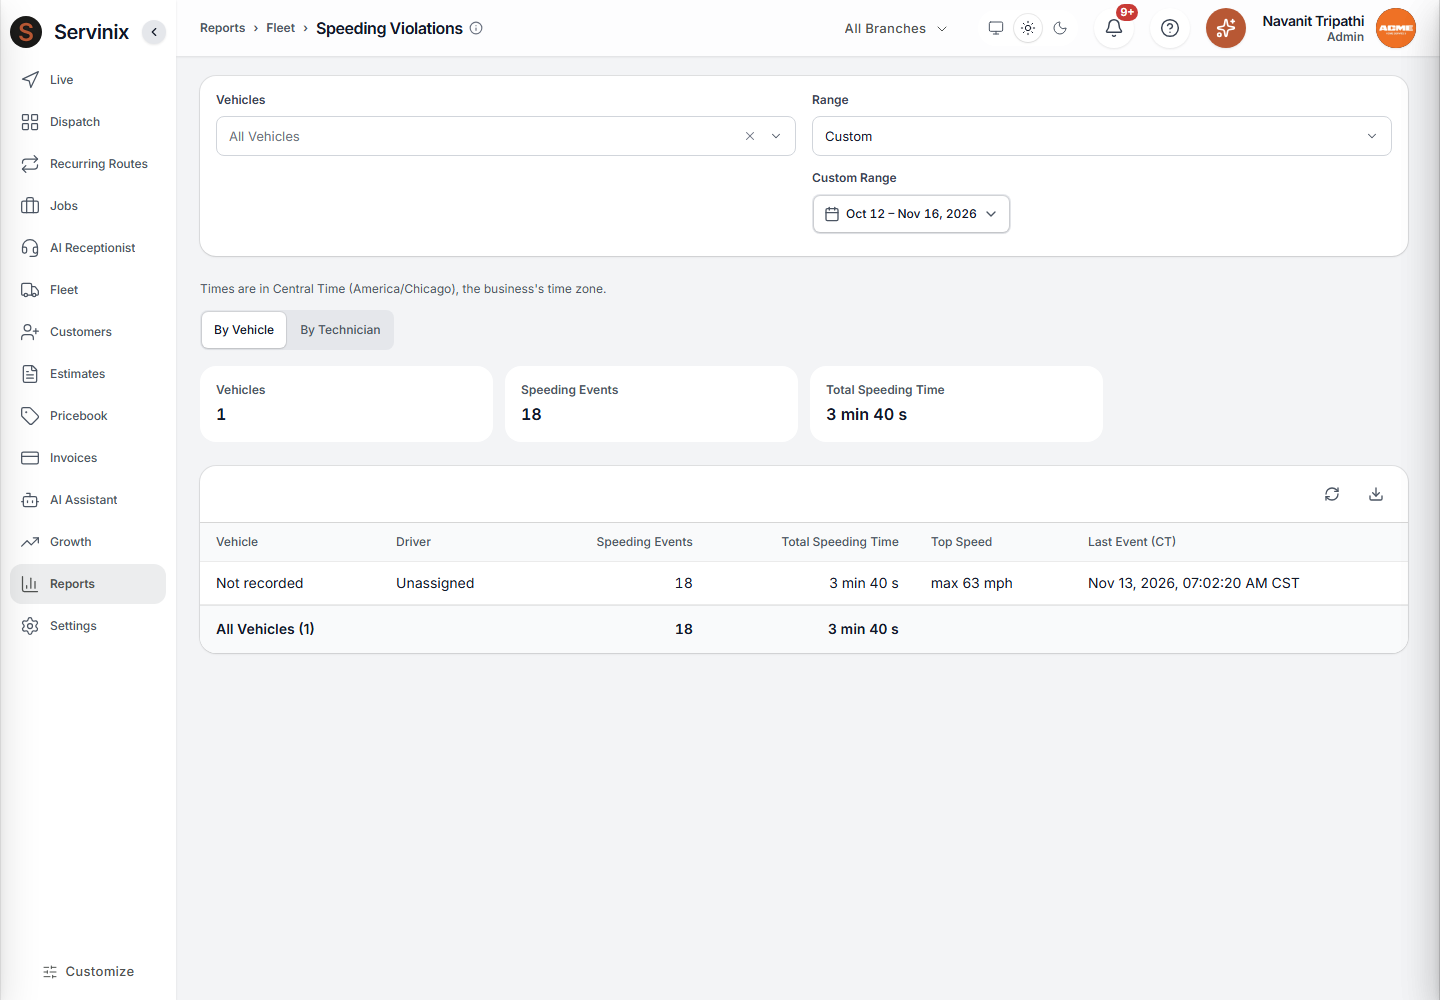 Servinix
Reports › Fleet › Speeding Violations
All Branches
9+
Navanit Tripathi
Admin
ACME
Live
Dispatch
Recurring Routes
Jobs
AI Receptionist
Fleet
Customers
Estimates
Pricebook
Invoices
AI Assistant
Growth
Reports
Settings
Customize
Vehicles
All Vehicles
Range
Custom
Custom Range
Oct 12 – Nov 16, 2026
Times are in Central Time (America/Chicago), the business's time zone.
By Vehicle By Technician
Vehicles
1
Speeding Events
18
Total Speeding Time
3 min 40 s
Vehicle Driver Speeding Events Total Speeding Time Top Speed Last Event (CT)
Not recorded Unassigned 18 3 min 40 s max 63 mph Nov 13, 2026, 07:02:20 AM CST
All Vehicles (1) 18 3 min 40 s